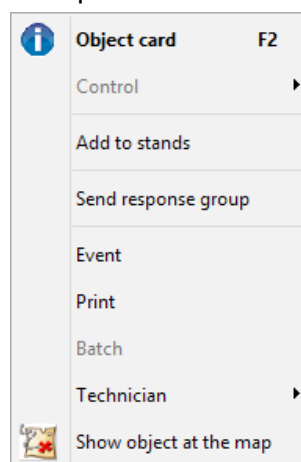 Object card F2
Control
Add to stands
Send response group
Event
Print
Batch
Technician
Show object at the map